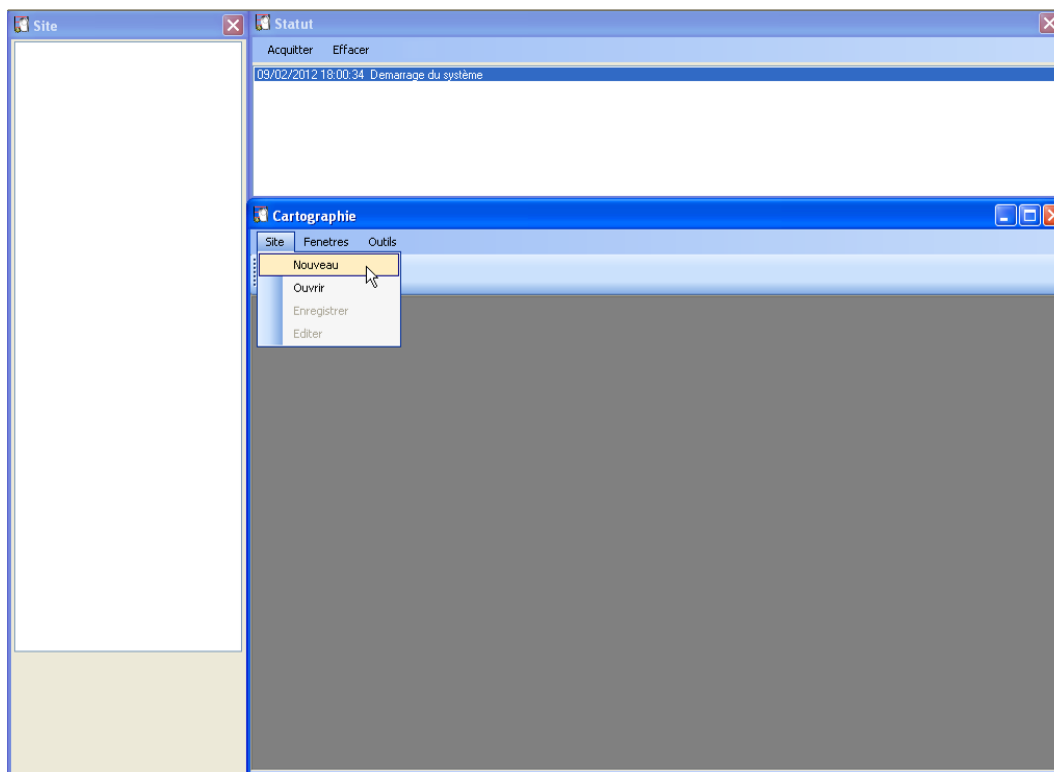 Site
Statut
Acquitter Effacer
09/02/2012 18:00:34 Demarrage du système
Cartographie
Site Fenetres Outils
Nouveau
Ouvrir
Enregistrer
Editer